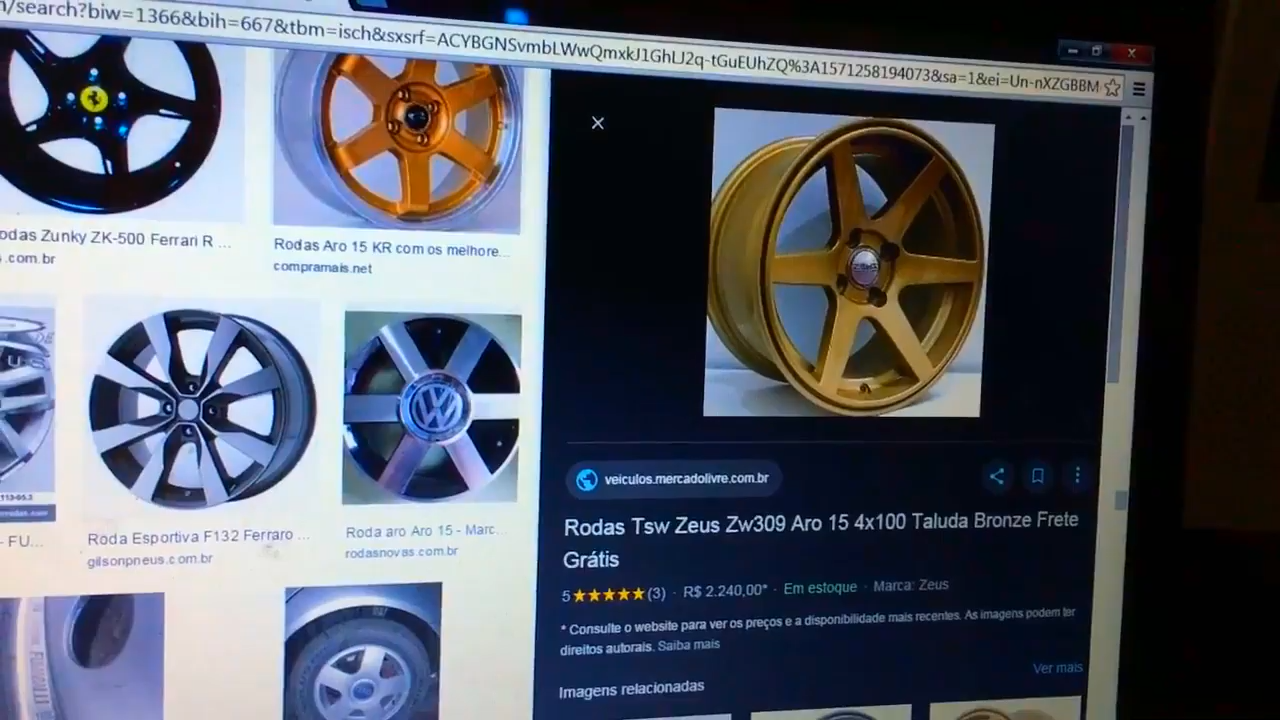 /search?biw=1366&bih=667&tbm=isch&sxsrf=ACYBGNSvmbLWwQmxkJ1GhLJ2q-tGuEUhZQ%3A1571258194073&sa=1&ei=Un-nXZGBBM
odas Zunky ZK-500 Ferrari R ...
.com.br
Rodas Aro 15 KR com os melhore...
compramais.net
Roda Esportiva F132 Ferraro ...
gilsonpneus.com.br
Roda aro Aro 15 - Marc...
rodasnovas.com.br
- FU...
veiculos.mercadolivre.com.br
Rodas Tsw Zeus Zw309 Aro 15 4x100 Taluda Bronze Frete
Grátis
5★★★★★(3) · R$ 2.240,00* · Em estoque · Marca: Zeus
* Consulte o website para ver os preços e a disponibilidade mais recentes. As imagens podem ter
direitos autorais. Saiba mais
Ver mais
Imagens relacionadas